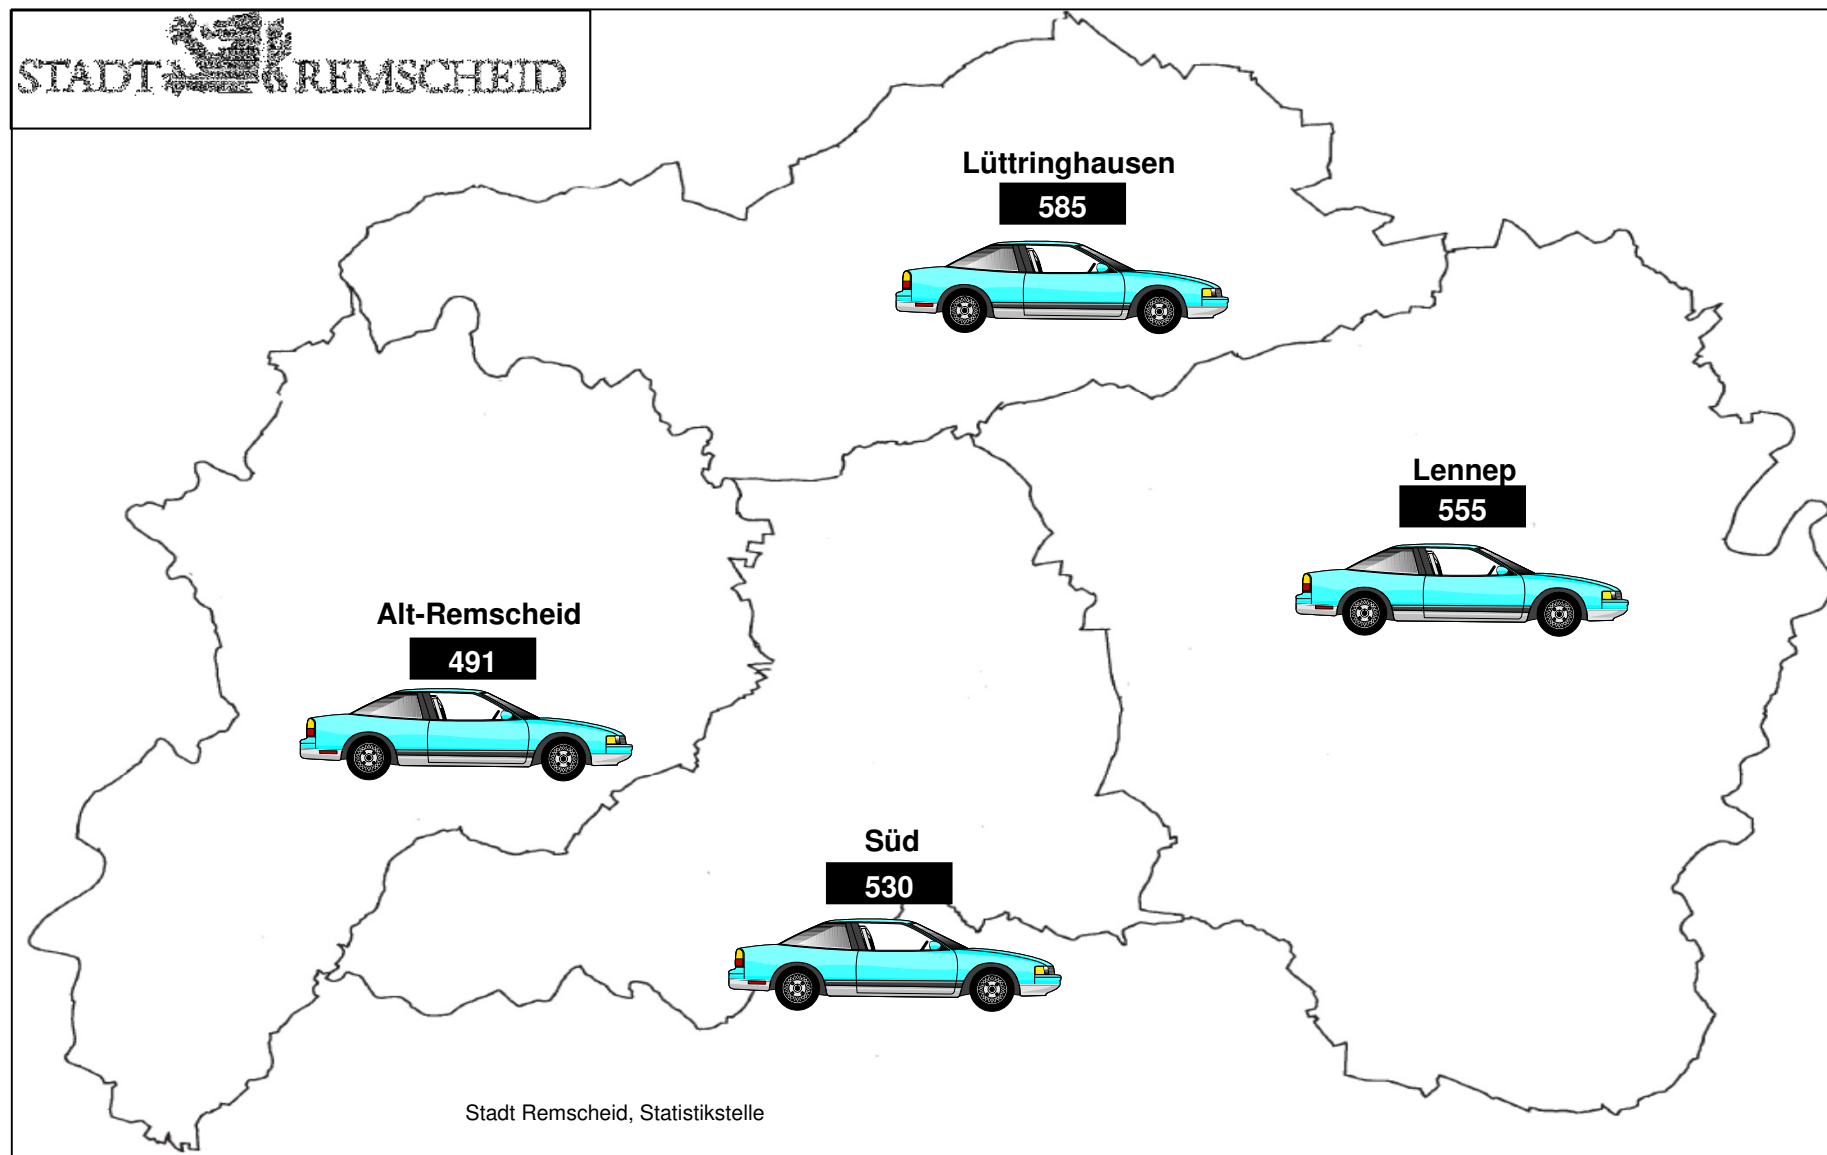 STADT REMSCHEID
Lüttringhausen
585
Lennep
555
Alt-Remscheid
491
Süd
530
Stadt Remscheid, Statistikstelle